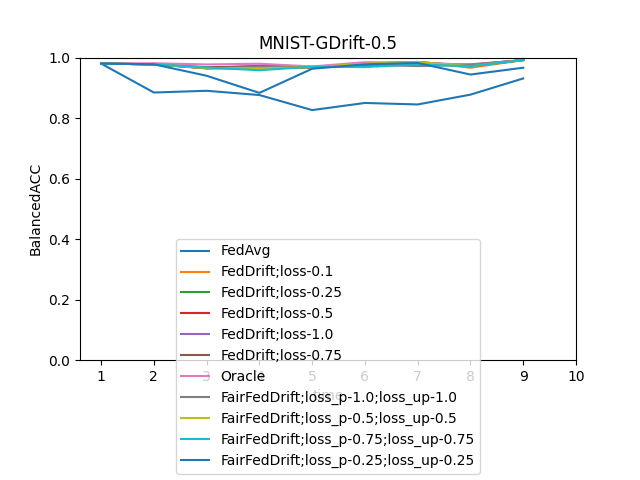 MNIST-GDrift-0.5
1.0
0.8
0.6
0.4
0.2
0.0
BalancedACC
FedAvg
FedDrift;loss-0.1
FedDrift;loss-0.25
FedDrift;loss-0.5
FedDrift;loss-1.0
FedDrift;loss-0.75
Oracle
FairFedDrift;loss_p-1.0;loss_up-1.0
FairFedDrift;loss_p-0.5;loss_up-0.5
FairFedDrift;loss_p-0.75;loss_up-0.75
FairFedDrift;loss_p-0.25;loss_up-0.25
1 2 3 4 5 6 7 8 9 10